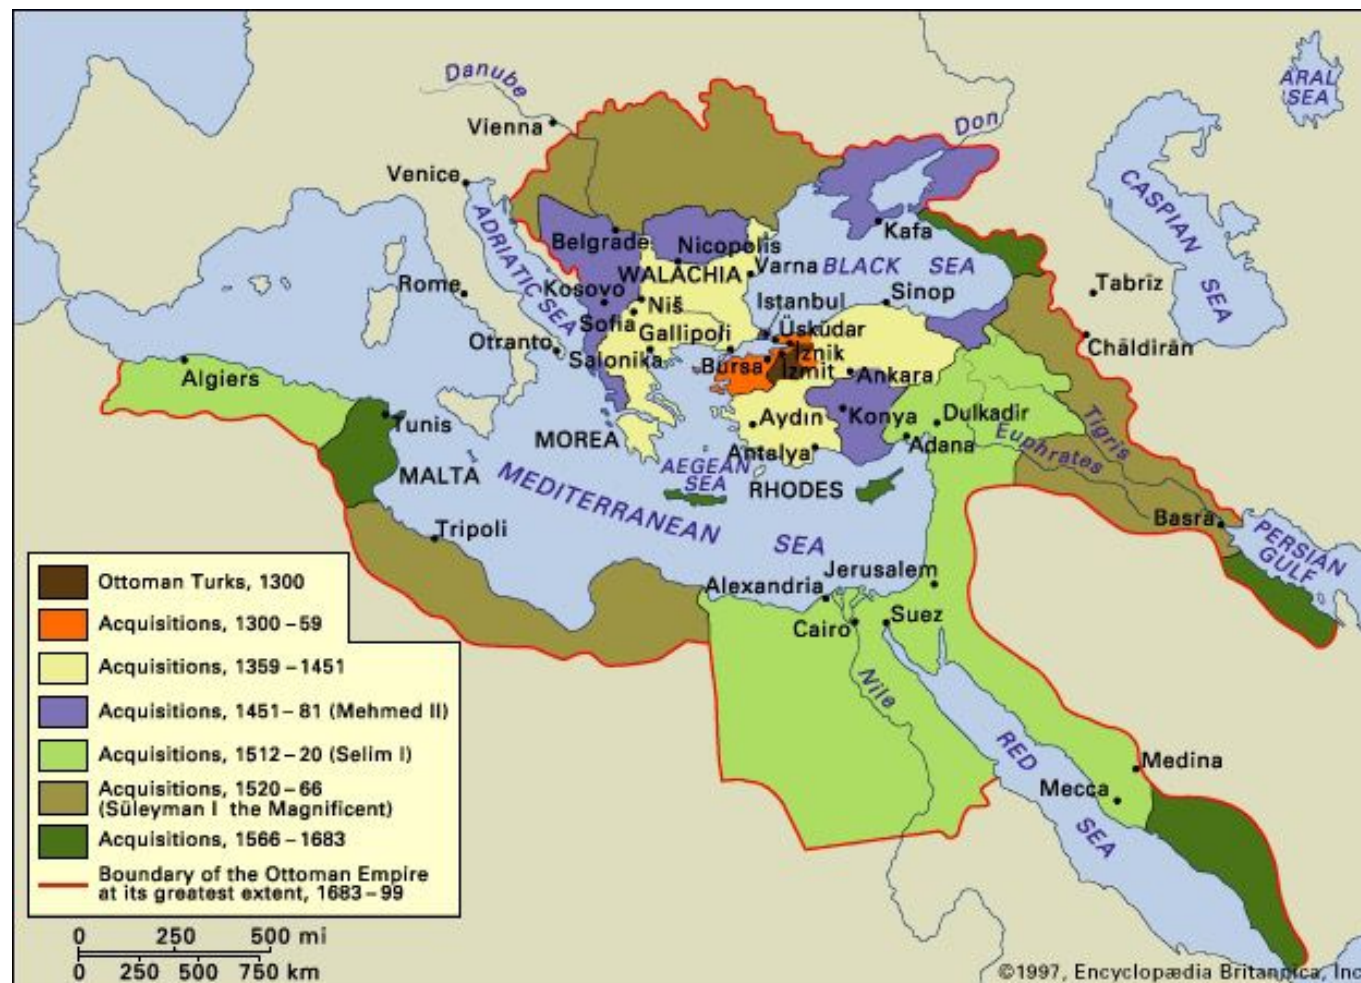 Danube
Vienna
Venice
ADRIATIC SEA
Rome
Otranto
Belgrade
Nicopolis
WALACHIA
Varna
Kosovo
Niš
Sofia
Gallipoli
Salonika
Istanbul
Üsküdar
İznik
İzmit
Bursa
Ankara
Sinop
BLACK SEA
Kafa
Don
ARAL
SEA
CASPIAN
SEA
Tabrīz
Chāldirān
Algiers
Tunis
MALTA
MOREA
Aydın
Konya
Antalya
Dulkadir
Adana
Euphrates
Tigris
AEGEAN
SEA
RHODES
MEDITERRANEAN
SEA
Basra
PERSIAN
GULF
Tripoli
Alexandria
Jerusalem
Cairo
Suez
Nile
RED
SEA
Medina
Mecca
Ottoman Turks, 1300
Acquisitions, 1300–59
Acquisitions, 1359–1451
Acquisitions, 1451–81 (Mehmed II)
Acquisitions, 1512–20 (Selim I)
Acquisitions, 1520–66
(Süleyman I the Magnificent)
Acquisitions, 1566–1683
Boundary of the Ottoman Empire
at its greatest extent, 1683–99
0 250 500 mi
0 250 500 750 km
©1997, Encyclopædia Britannica, Inc